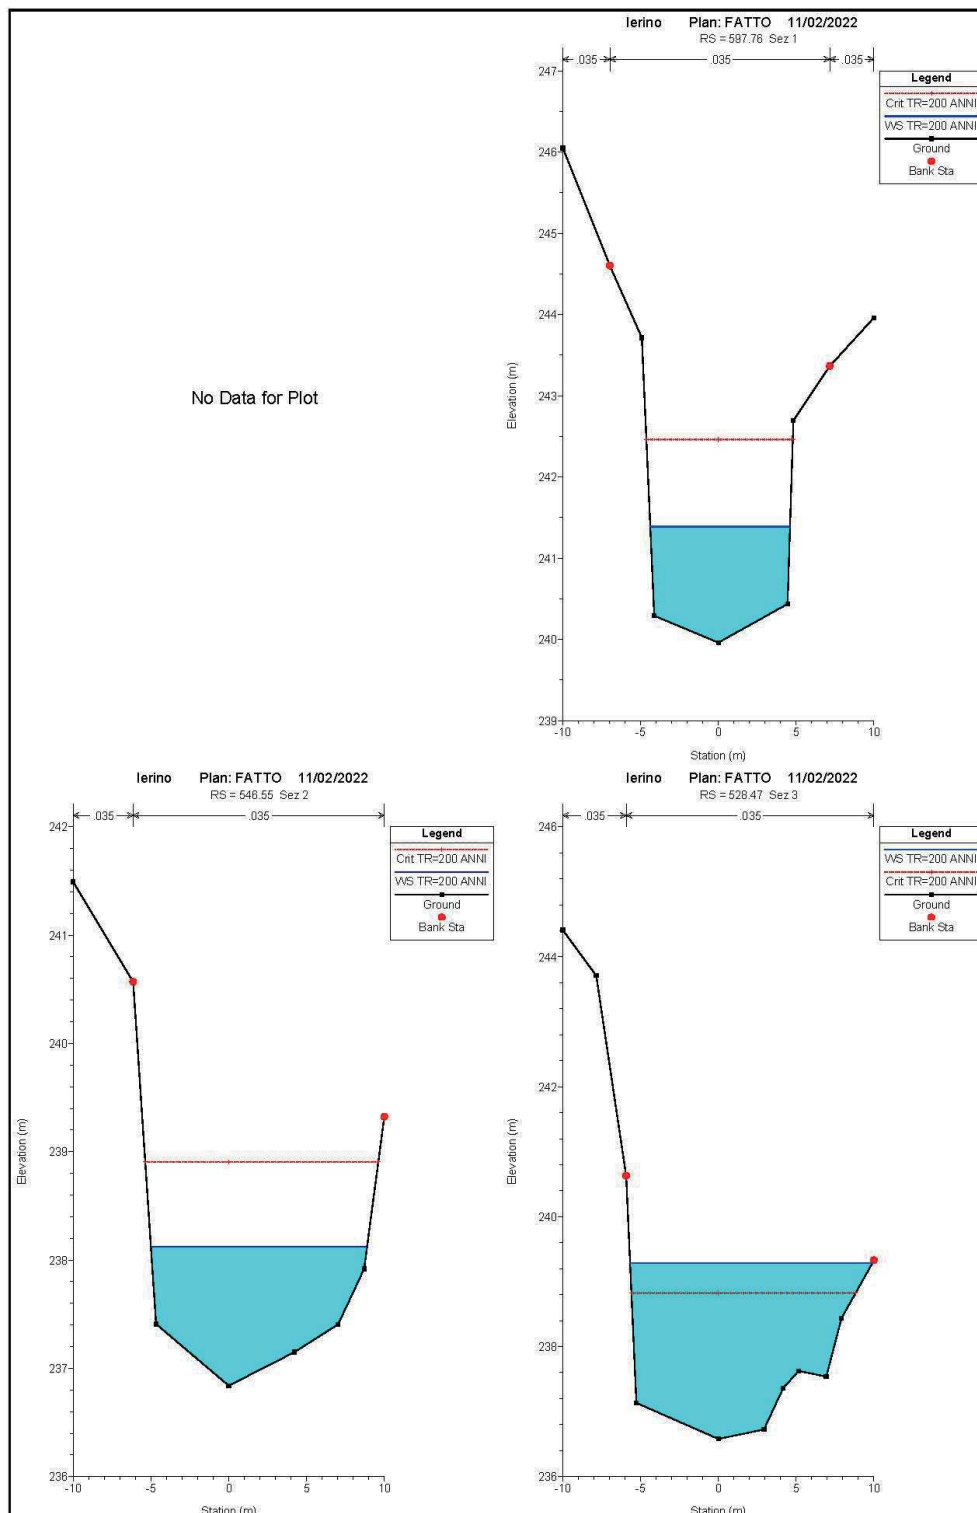 No Data for Plot
Ierino Plan: FATTO 11/02/2022
RS = 597.76 Sez 1
.035 .035 .035
Legend
Crit TR=200 ANNI
WS TR=200 ANNI
Ground
Bank Sta
247
246
245
244
243
242
241
240
239
Elevation (m)
-10 -5 0 5 10
Station (m)
Ierino Plan: FATTO 11/02/2022
RS = 546.55 Sez 2
.035 .035
Legend
Crit TR=200 ANNI
WS TR=200 ANNI
Ground
Bank Sta
242
241
240
239
238
237
236
Elevation (m)
-10 -5 0 5 10
Station (m)
Ierino Plan: FATTO 11/02/2022
RS = 528.47 Sez 3
.035 .035
Legend
WS TR=200 ANNI
Crit TR=200 ANNI
Ground
Bank Sta
246
244
242
240
238
236
Elevation (m)
-10 -5 0 5 10
Station (m)